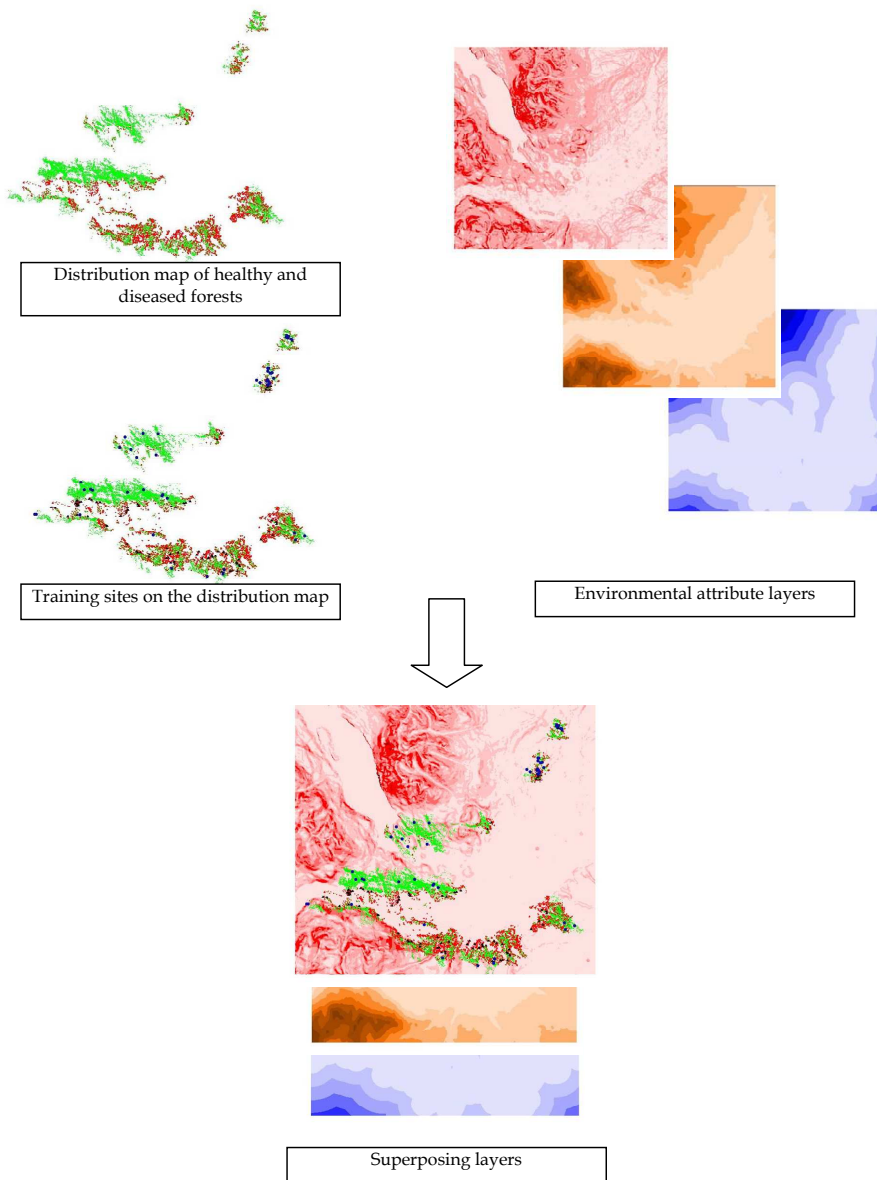 Distribution map of healthy and
diseased forests
Training sites on the distribution map
Environmental attribute layers
Superposing layers